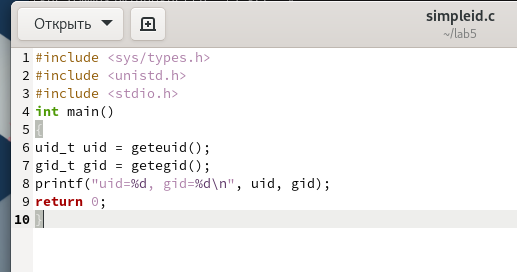 Открыть
simpleid.c
~/lab5
1 #include <sys/types.h>
2 #include <unistd.h>
3 #include <stdio.h>
4 int main()
5 {
6 uid_t uid = geteuid();
7 gid_t gid = getegid();
8 printf("uid=%d, gid=%d\n", uid, gid);
9 return 0;
10 }